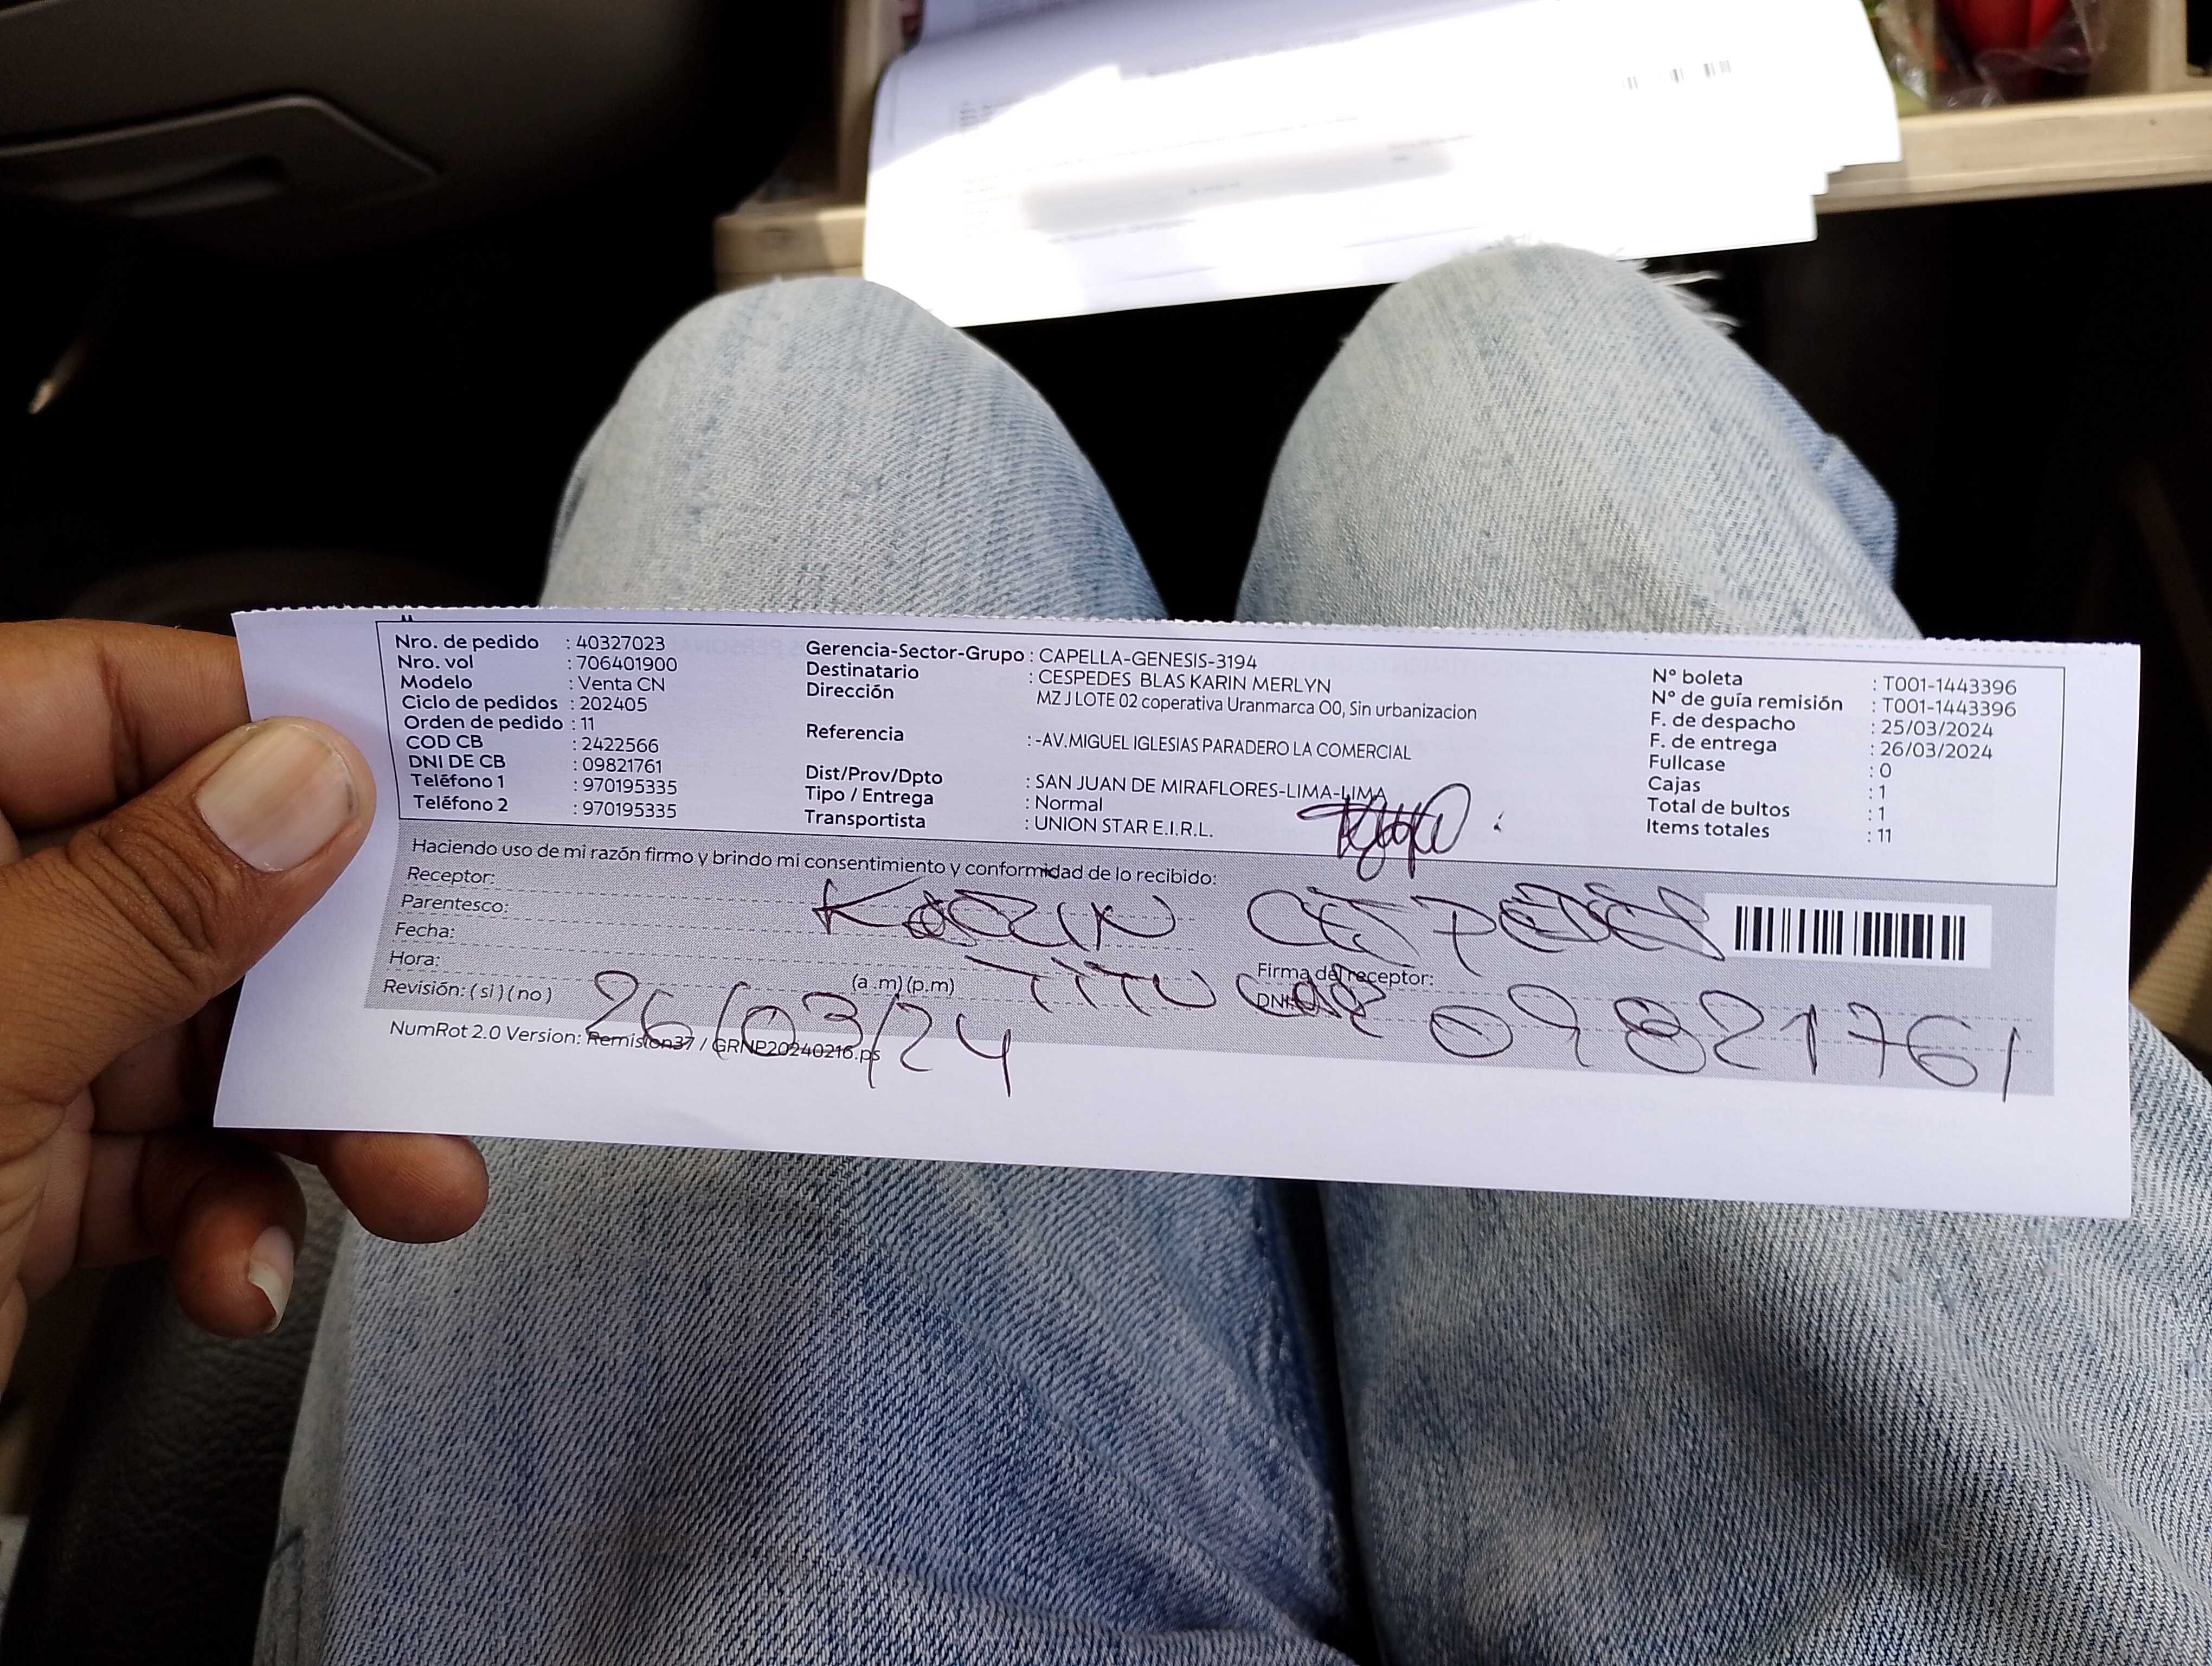 Nro. de pedido : 40327023
Nro. vol : 706401900
Modelo : Venta CN
Ciclo de pedidos : 202405
Orden de pedido : 11
COD CB : 2422566
DNI DE CB : 09821761
Teléfono 1 : 970195335
Teléfono 2 : 970195335
Gerencia-Sector-Grupo : CAPELLA-GENESIS-3194
Destinatario : CESPEDES BLAS KARIN MERLYN
Dirección MZ J LOTE 02 coperativa Uranmarca O0, Sin urbanizacion
Referencia : -AV.MIGUEL IGLESIAS PARADERO LA COMERCIAL
Dist/Prov/Dpto : SAN JUAN DE MIRAFLORES-LIMA-LIMA
Tipo / Entrega : Normal
Transportista : UNION STAR E.I.R.L.
N° boleta : T001-1443396
N° de guía remisión : T001-1443396
F. de despacho : 25/03/2024
F. de entrega : 26/03/2024
Fullcase : 0
Cajas : 1
Total de bultos : 1
Items totales : 11
Haciendo uso de mi razón firmo y brindo mi consentimiento y conformidad de lo recibido:
Receptor: KARIN CESPEDES
Parentesco:
Fecha:
TITU
Firma del receptor:
Hora: (a .m) (p.m)
DNI: 09821761
Revisión: ( si ) ( no ) 26/03/24
NumRot 2.0 Version: Remision37 / GRNP20240216.ps